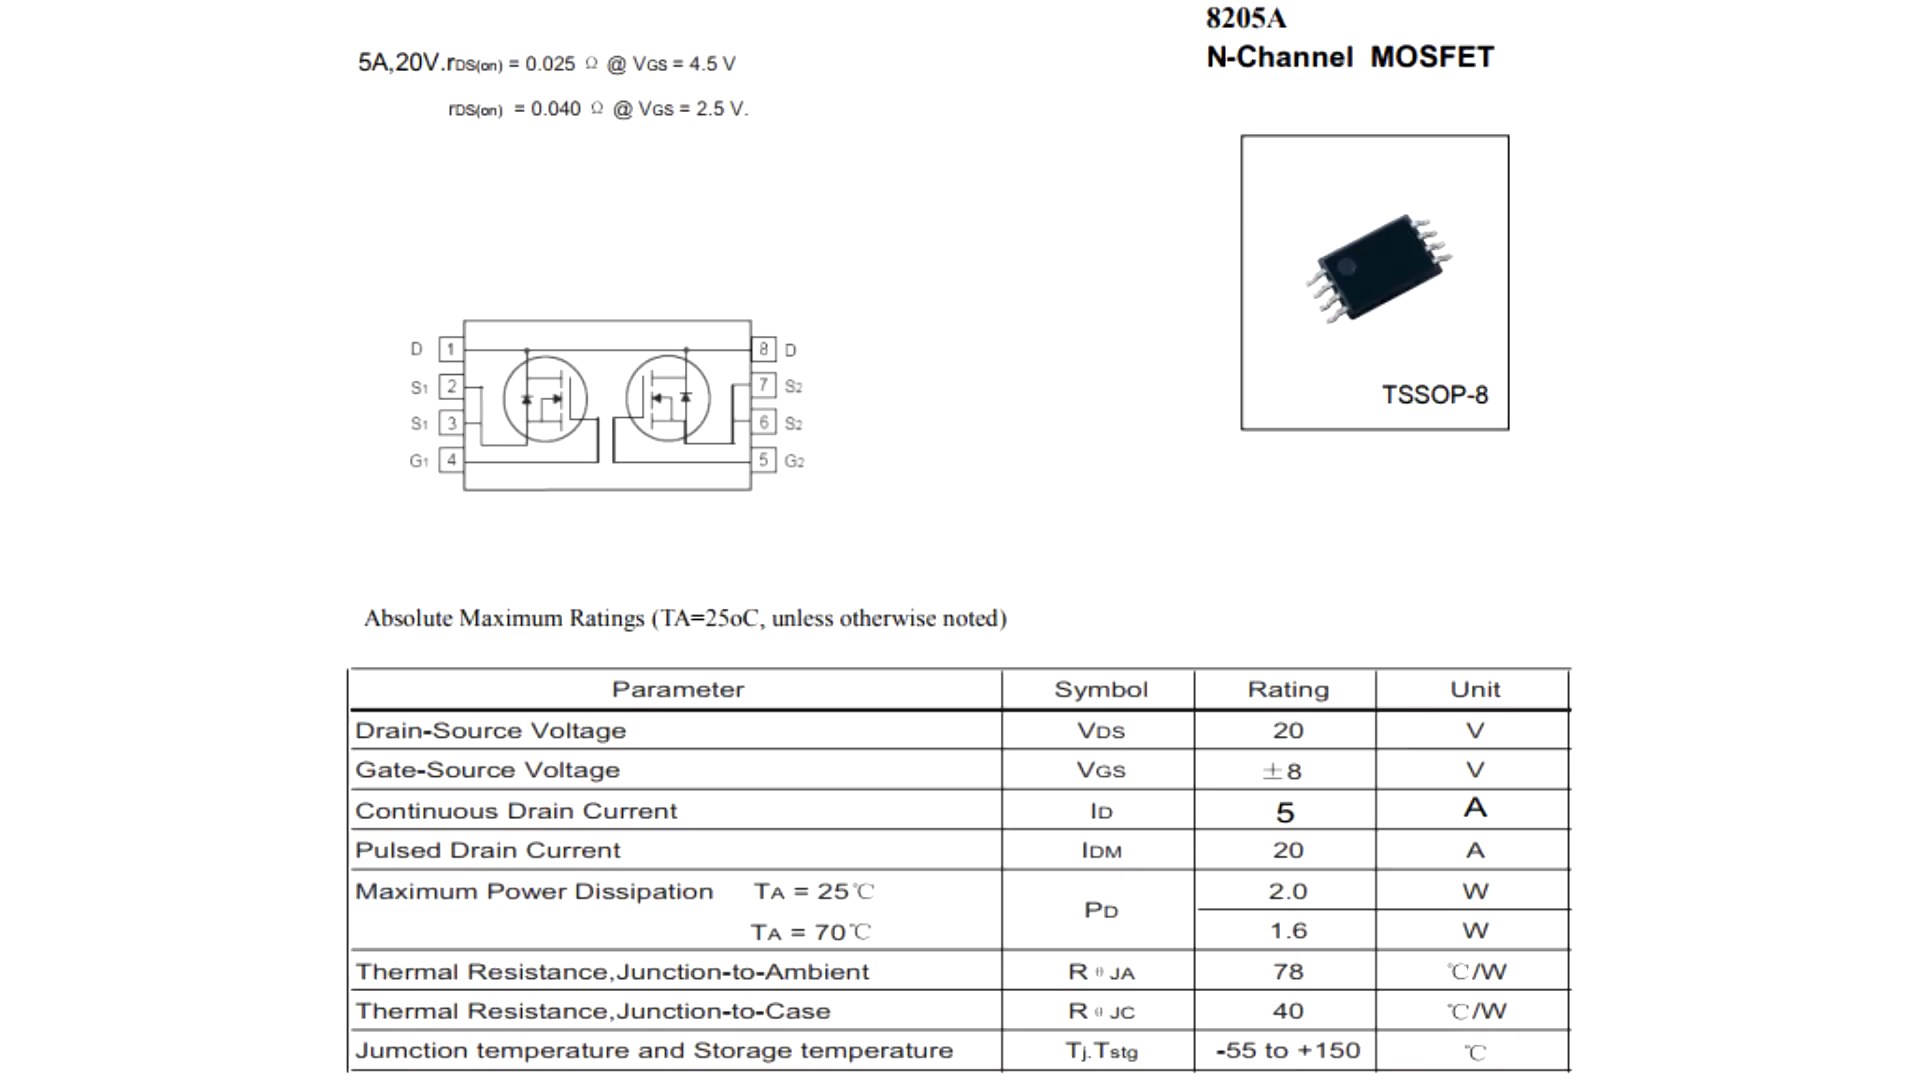 8205A
N-Channel MOSFET
5A,20V.rDS(on) = 0.025 Ω @ VGS = 4.5 V
rDS(on) = 0.040 Ω @ VGS = 2.5 V.
TSSOP-8
D 1 8 D
S1 2 7 S2
S1 3 6 S2
G1 4 5 G2
Absolute Maximum Ratings (TA=25oC, unless otherwise noted)
Parameter Symbol Rating Unit
Drain-Source Voltage VDS 20 V
Gate-Source Voltage VGS ±8 V
Continuous Drain Current ID 5 A
Pulsed Drain Current IDM 20 A
Maximum Power Dissipation TA = 25℃ PD 2.0 W
TA = 70℃ 1.6 W
Thermal Resistance,Junction-to-Ambient RθJA 78 ℃/W
Thermal Resistance,Junction-to-Case RθJC 40 ℃/W
Jumction temperature and Storage temperature Tj.Tstg -55 to +150 ℃